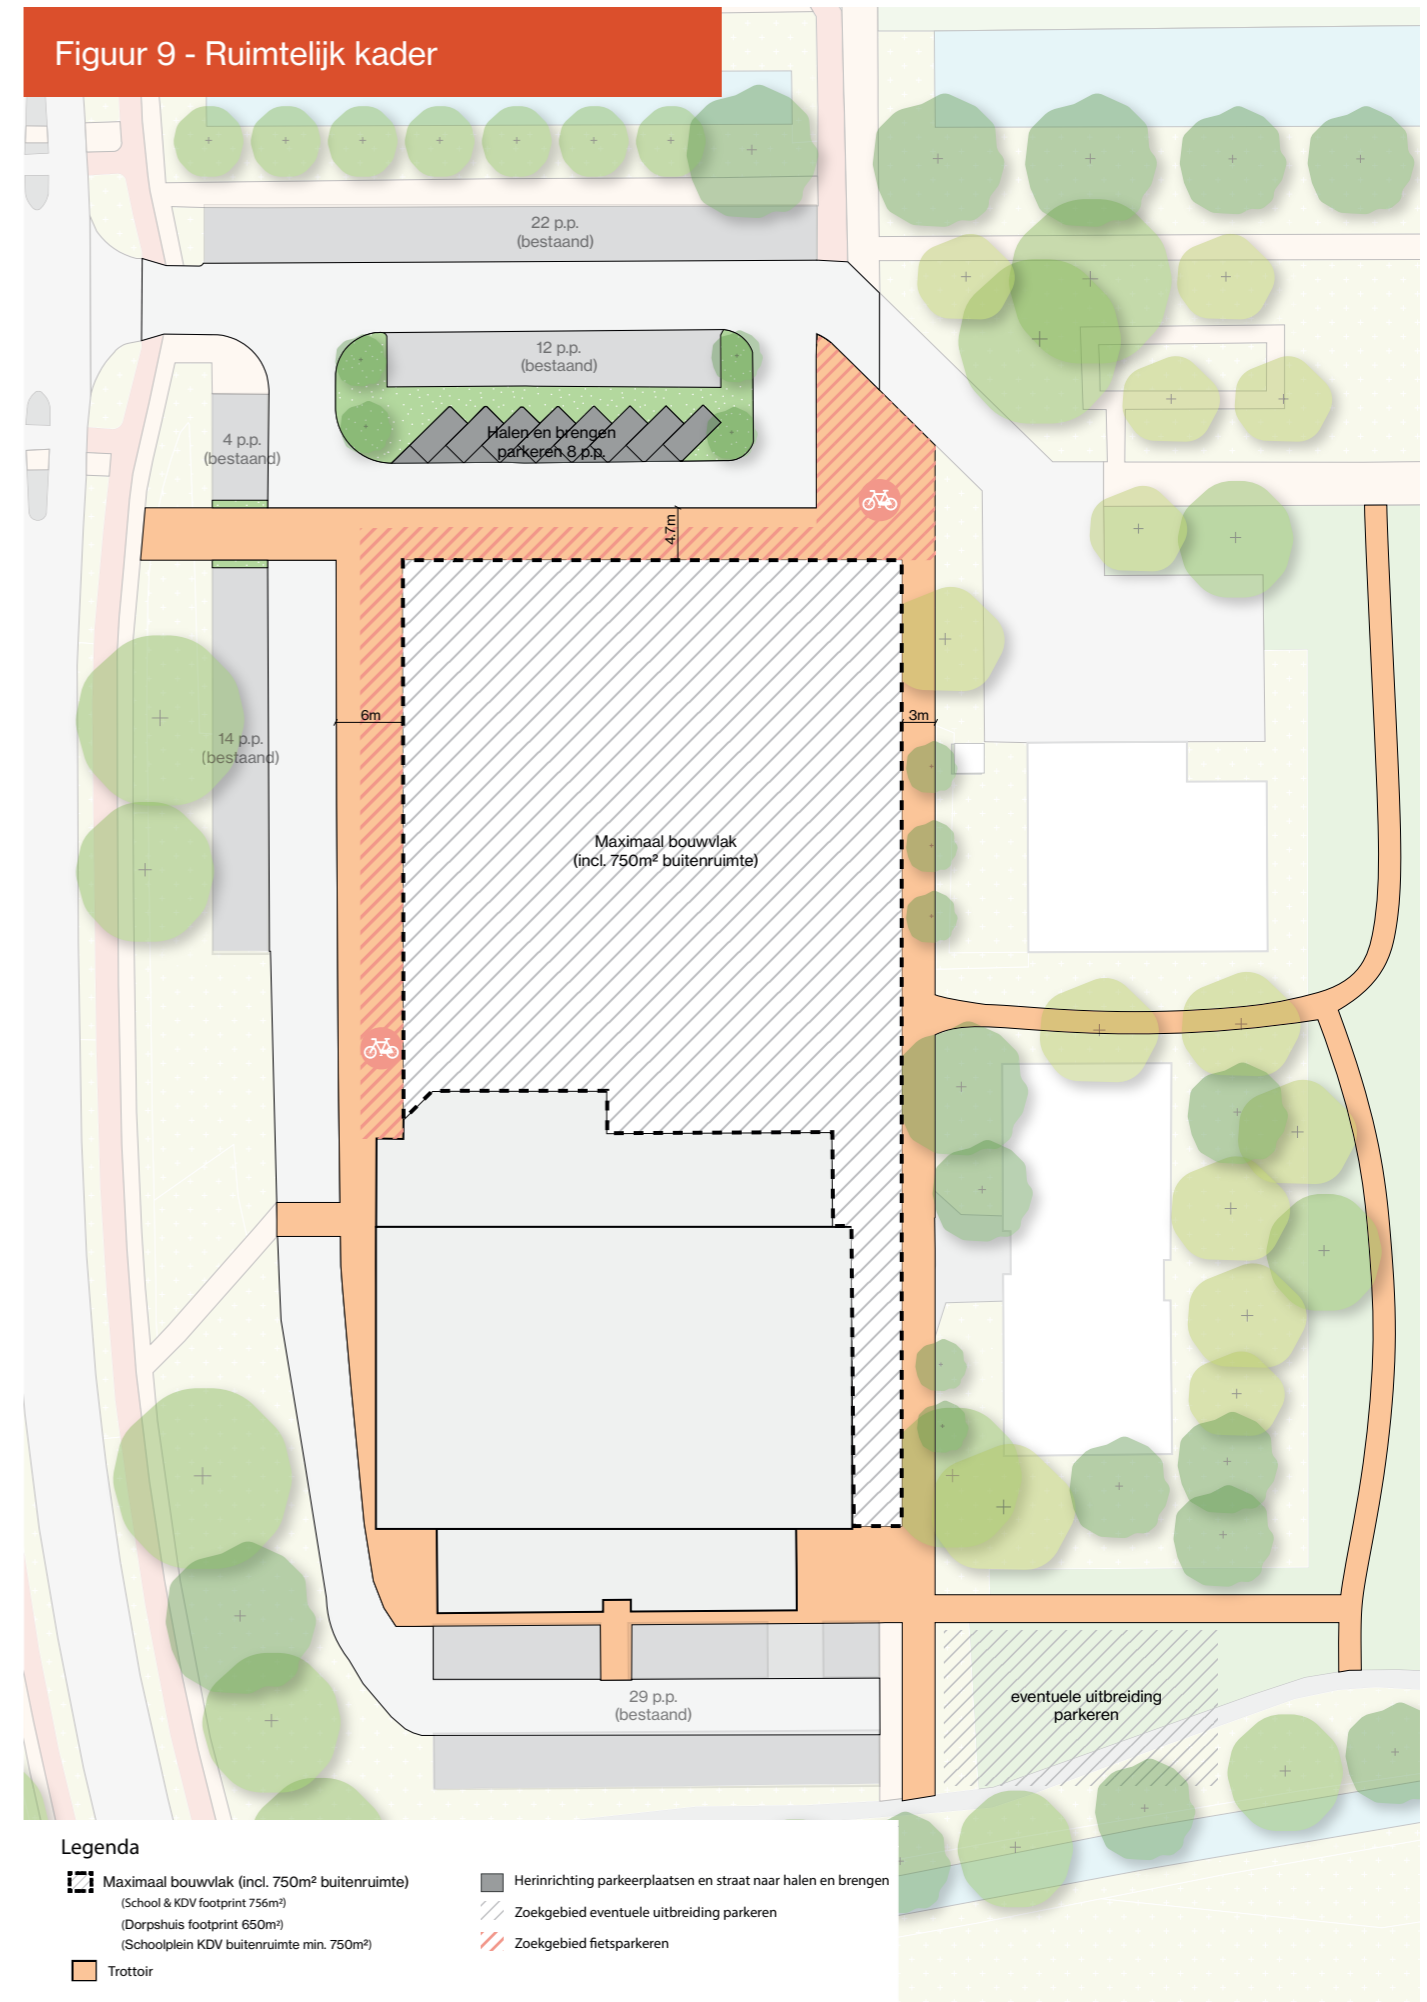 Figuur 9 - Ruimtelijk kader
22 p.p.
(bestaand)
12 p.p.
(bestaand)
Halen en brengen
parkeren 8 p.p.
4 p.p.
(bestaand)
4.7m
6m
3m
14 p.p.
(bestaand)
Maximaal bouwvlak
(incl. 750m² buitenruimte)
29 p.p.
(bestaand)
eventuele uitbreiding
parkeren
Legenda
Maximaal bouwvlak (incl. 750m² buitenruimte)
(School & KDV footprint 756m²)
(Dorpshuis footprint 650m²)
(Schoolplein KDV buitenruimte min. 750m²)
Trottoir
Herinrichting parkeerplaatsen en straat naar halen en brengen
Zoekgebied eventuele uitbreiding parkeren
Zoekgebied fietsparkeren